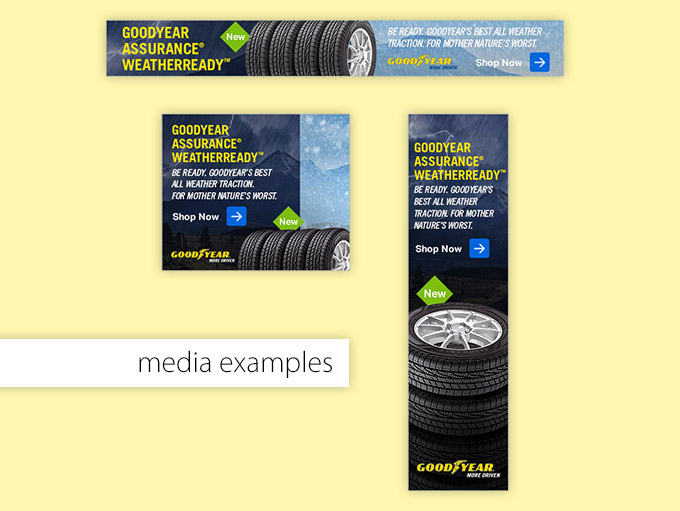 GOODYEAR
ASSURANCE®
WEATHERREADY™
New
BE READY. GOODYEAR'S BEST ALL WEATHER
TRACTION. FOR MOTHER NATURE'S WORST.
GOODYEAR
MORE DRIVEN
Shop Now
GOODYEAR
ASSURANCE®
WEATHERREADY™
BE READY. GOODYEAR'S BEST
ALL WEATHER TRACTION.
FOR MOTHER NATURE'S WORST.
Shop Now
New
GOODYEAR
MORE DRIVEN
GOODYEAR
ASSURANCE®
WEATHERREADY™
BE READY. GOODYEAR'S
BEST ALL WEATHER
TRACTION. FOR MOTHER
NATURE'S WORST.
Shop Now
New
GOODYEAR
MORE DRIVEN
media examples